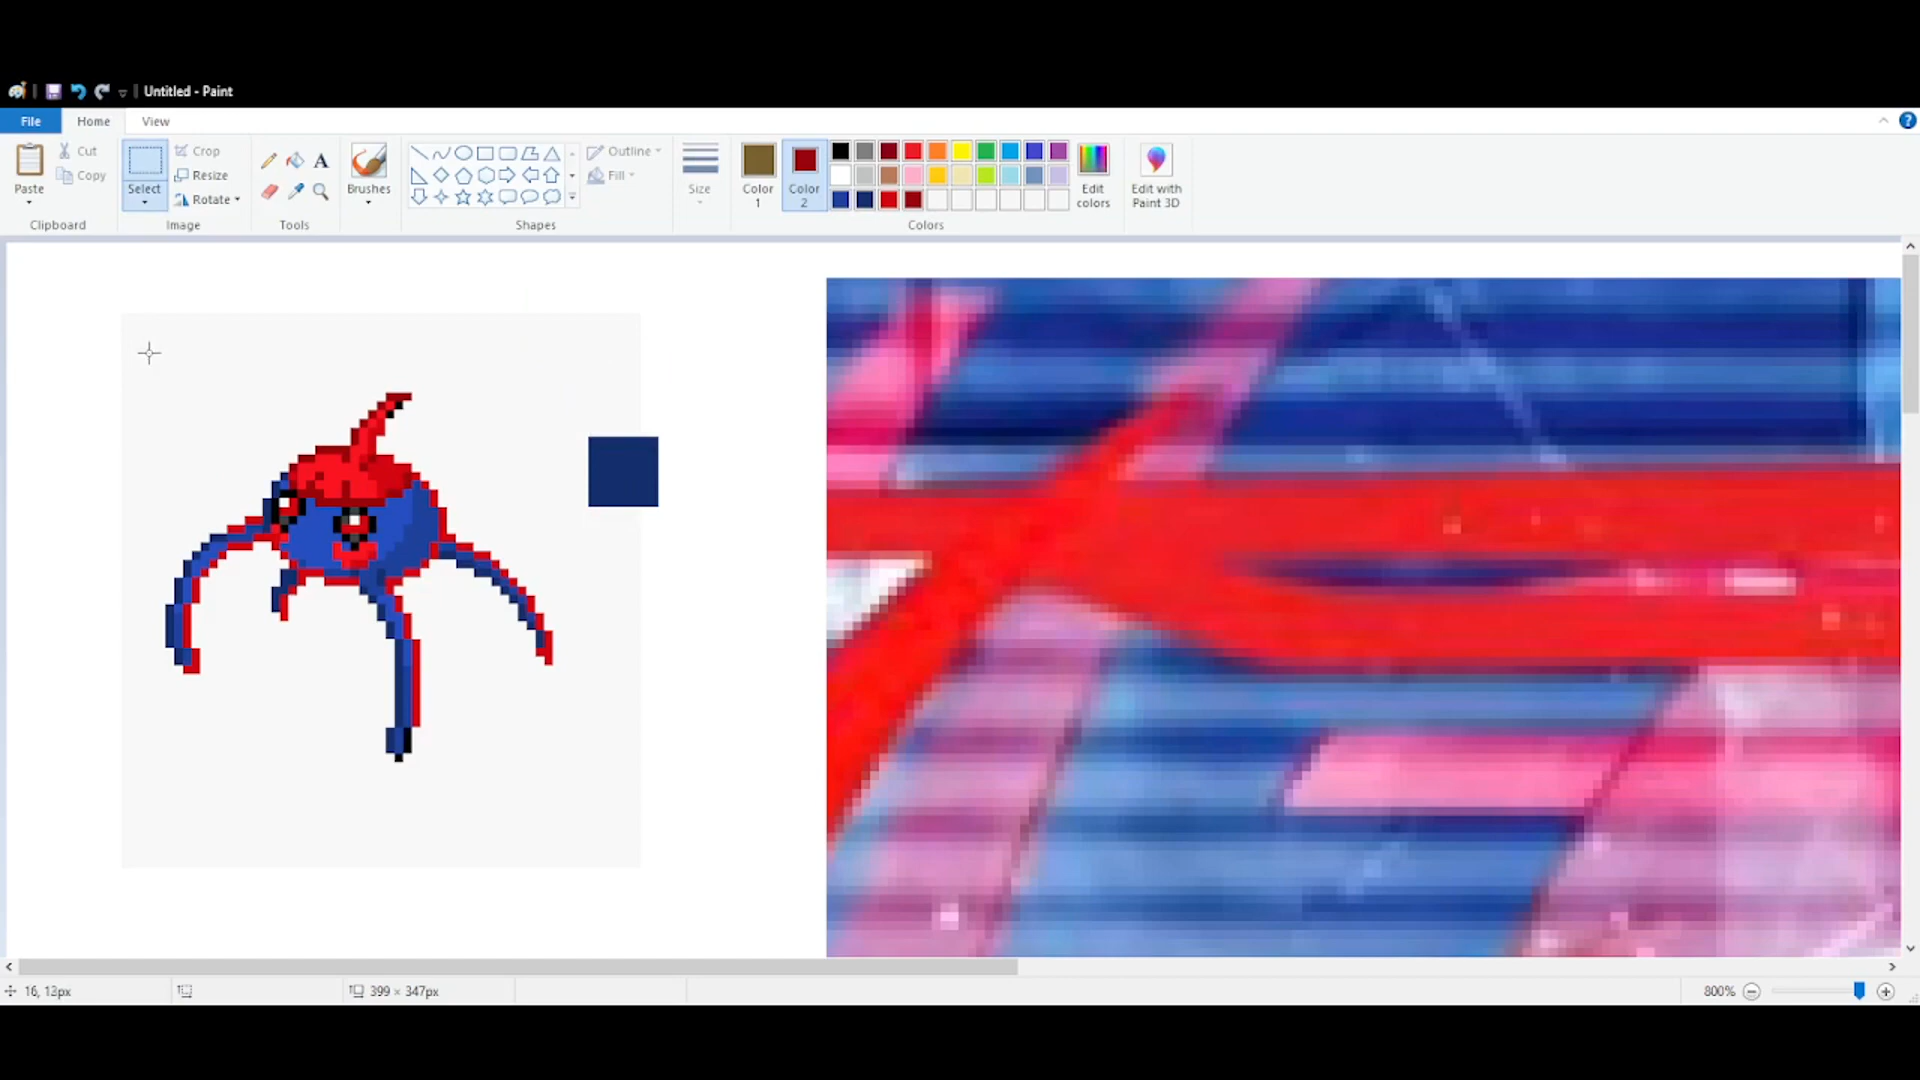 Untitled - Paint
File Home View
Paste
Cut
Copy
Clipboard
Select
Crop
Resize
Rotate
Image
A
Tools
Brushes
Outline
Fill
Shapes
Size
Color 1
Color 2
Edit colors
Colors
Edit with Paint 3D
?
16, 13px
399 × 347px
800%